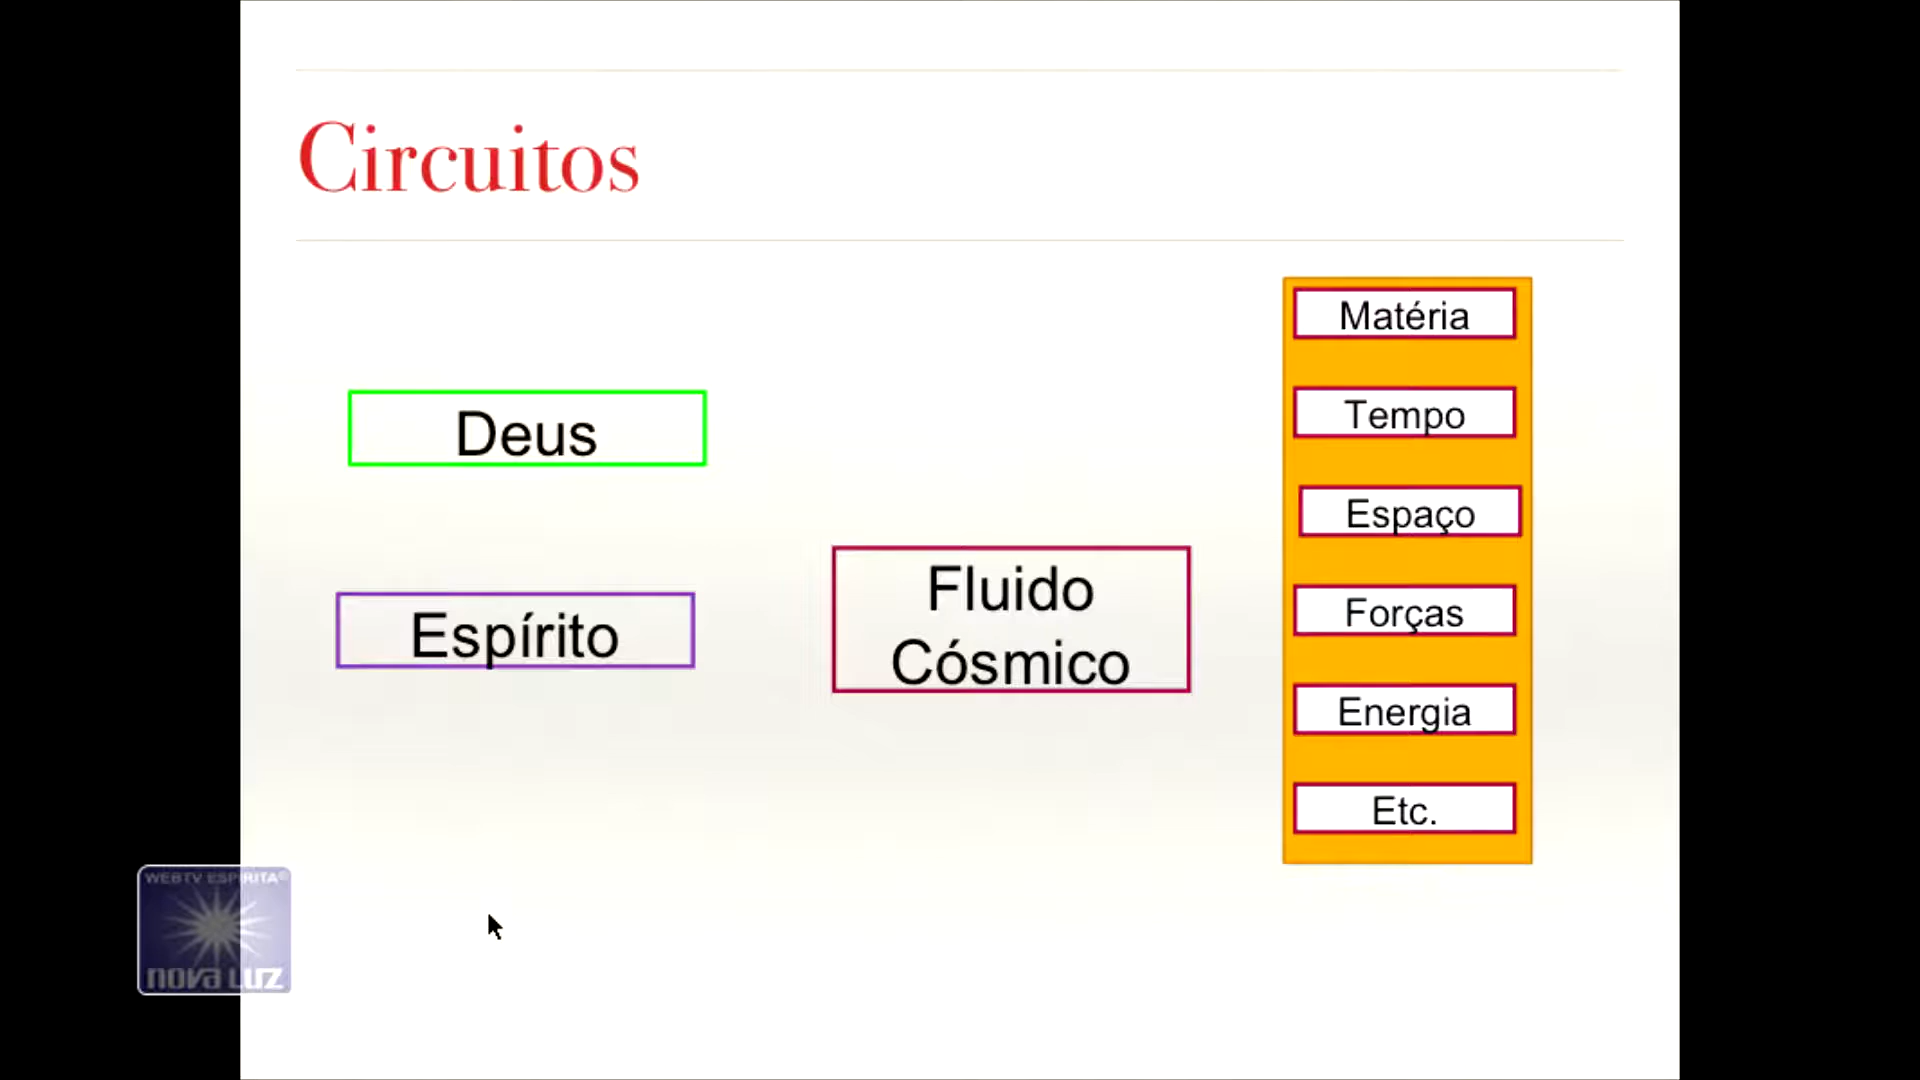 Circuitos
Deus
Espírito
Fluido
Cósmico
Matéria
Tempo
Espaço
Forças
Energia
Etc.
WEBTV ESPIRITA®
NOVA LUZ